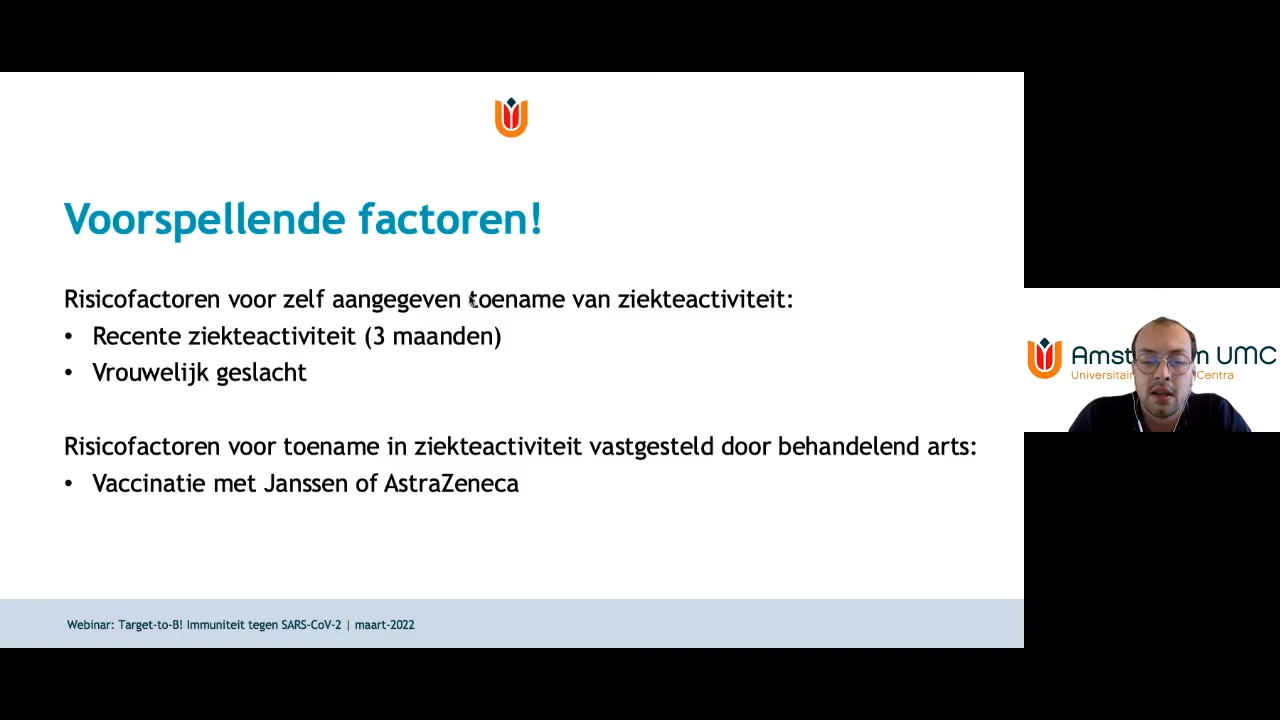 Voorspellende factoren!
Risicofactoren voor zelf aangegeven toename van ziekteactiviteit:
• Recente ziekteactiviteit (3 maanden)
• Vrouwelijk geslacht
Risicofactoren voor toename in ziekteactiviteit vastgesteld door behandelend arts:
• Vaccinatie met Janssen of AstraZeneca
Webinar: Target-to-B! Immuniteit tegen SARS-CoV-2 | maart-2022
UMC
Centra